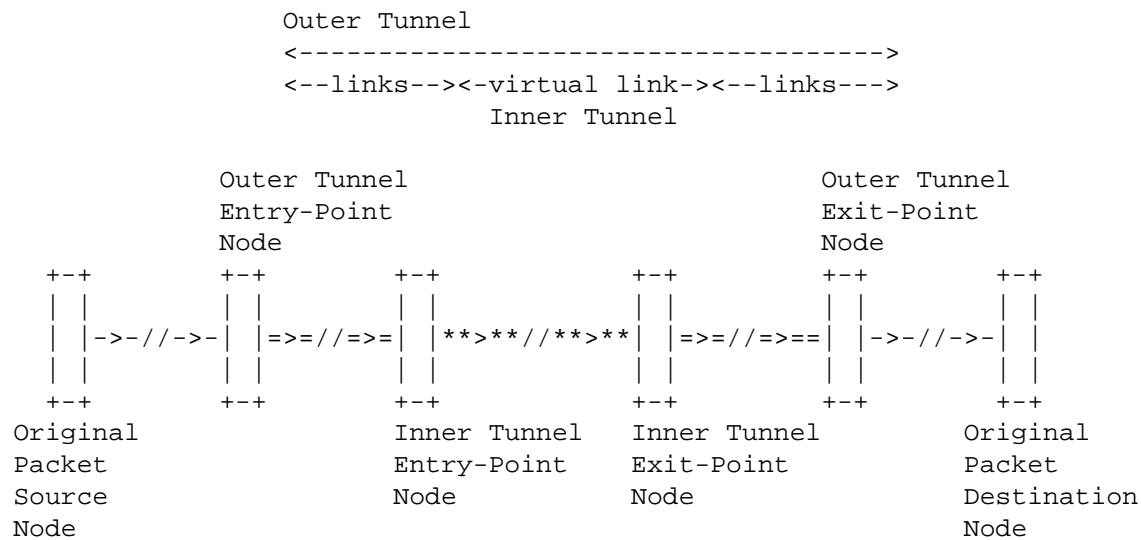 Outer Tunnel
<------------------------------------->
<--links--><-virtual link-><--links--->
Inner Tunnel
Outer Tunnel Outer Tunnel
Entry-Point Exit-Point
Node Node
+-+ +-+ +-+ +-+ +-+ +-+
| | | | | | | | | | | |
| |->-//->-| |=>=//=>=| |**>**//**>**| |=>=//=>==| |->-//->-| |
| | | | | | | | | | | |
+-+ +-+ +-+ +-+ +-+ +-+
Original Inner Tunnel Inner Tunnel Original
Packet Entry-Point Exit-Point Packet
Source Node Node Destination
Node Node